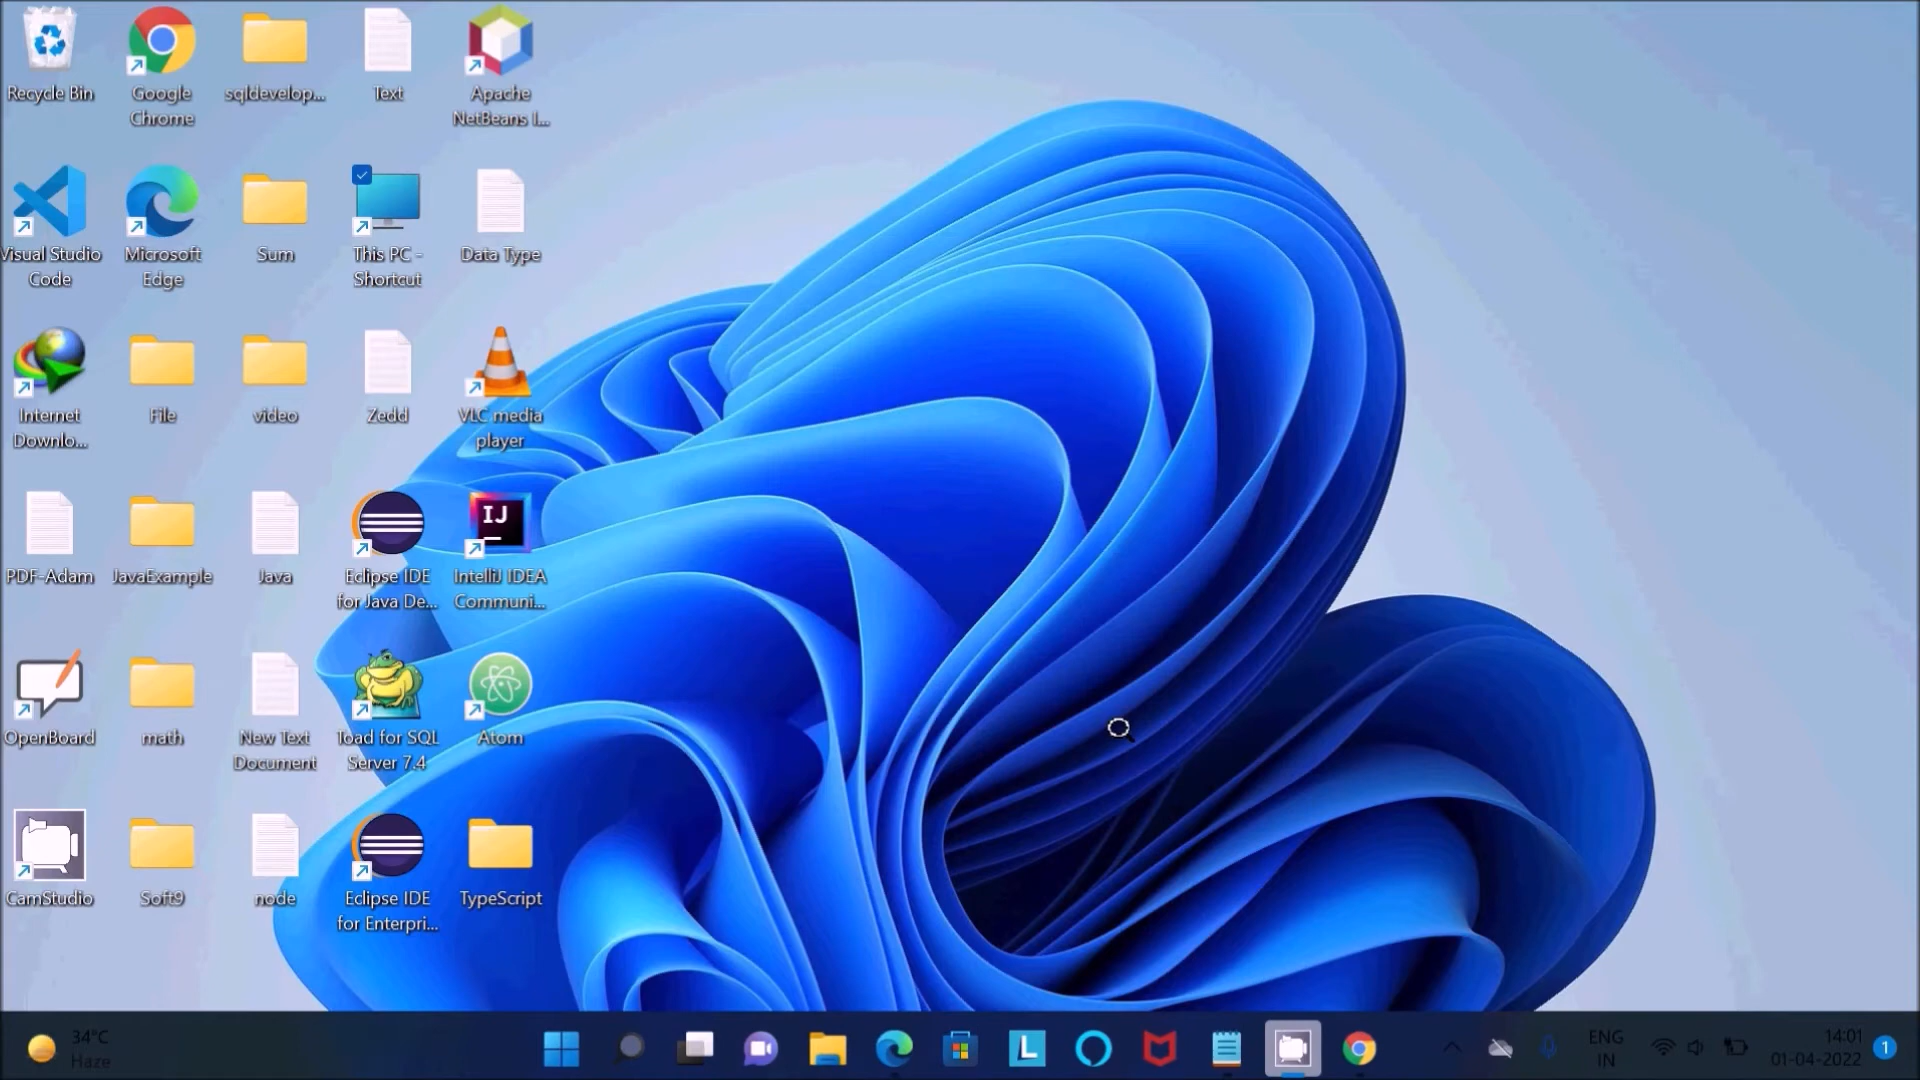 Recycle Bin
Google
Chrome
sqldevelop...
Text
Apache
NetBeans I...
Visual Studio
Code
Microsoft
Edge
Sum
This PC -
Shortcut
Data Type
Internet
Downlo...
File
video
Zedd
VLC media
player
IJ
PDF-Adam
JavaExample
Java
Eclipse IDE
for Java De...
IntelliJ IDEA
Communi...
OpenBoard
math
New Text
Document
Toad for SQL
Server 7.4
Atom
CamStudio
Soft9
node
Eclipse IDE
for Enterpri...
TypeScript
34°C
Haze
L
ENG
IN
14:01
01-04-2022
1